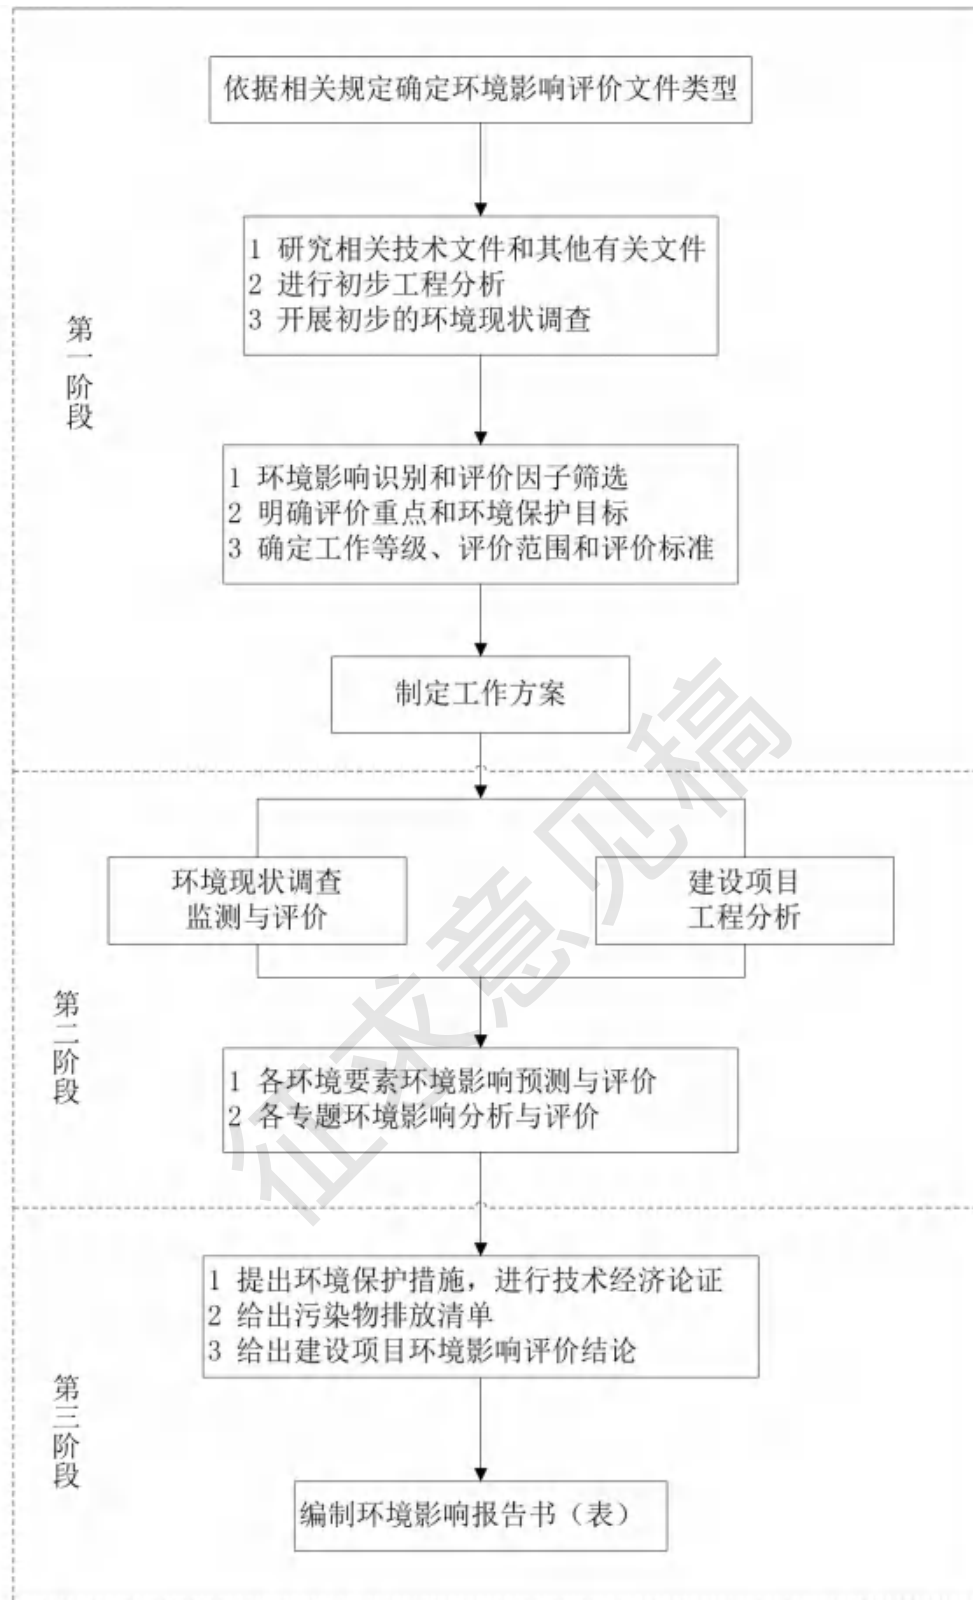 依据相关规定确定环境影响评价文件类型
1 研究相关技术文件和其他有关文件
2 进行初步工程分析
3 开展初步的环境现状调查
第一阶段
1 环境影响识别和评价因子筛选
2 明确评价重点和环境保护目标
3 确定工作等级、评价范围和评价标准
制定工作方案
环境现状调查
监测与评价
建设项目
工程分析
第二阶段
1 各环境要素环境影响预测与评价
2 各专题环境影响分析与评价
征求意见稿
1 提出环境保护措施，进行技术经济论证
2 给出污染物排放清单
3 给出建设项目环境影响评价结论
第三阶段
编制环境影响报告书（表）